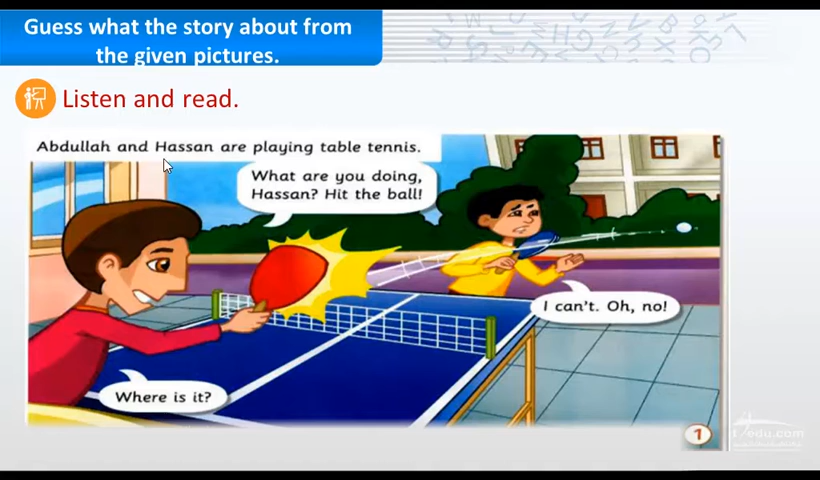 Guess what the story about from
the given pictures.
Listen and read.
Abdullah and Hassan are playing table tennis.
What are you doing,
Hassan? Hit the ball!
I can't. Oh, no!
Where is it?
1